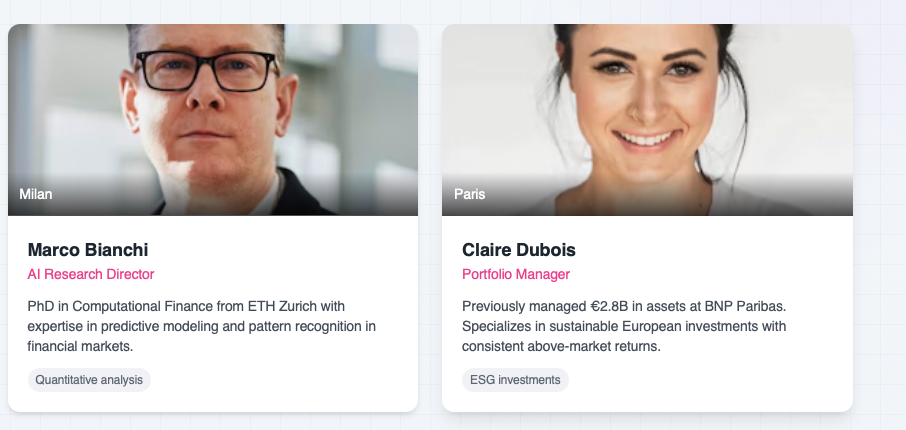 Milan
Marco Bianchi
AI Research Director
PhD in Computational Finance from ETH Zurich with
expertise in predictive modeling and pattern recognition in
financial markets.
Quantitative analysis
Paris
Claire Dubois
Portfolio Manager
Previously managed €2.8B in assets at BNP Paribas.
Specializes in sustainable European investments with
consistent above-market returns.
ESG investments